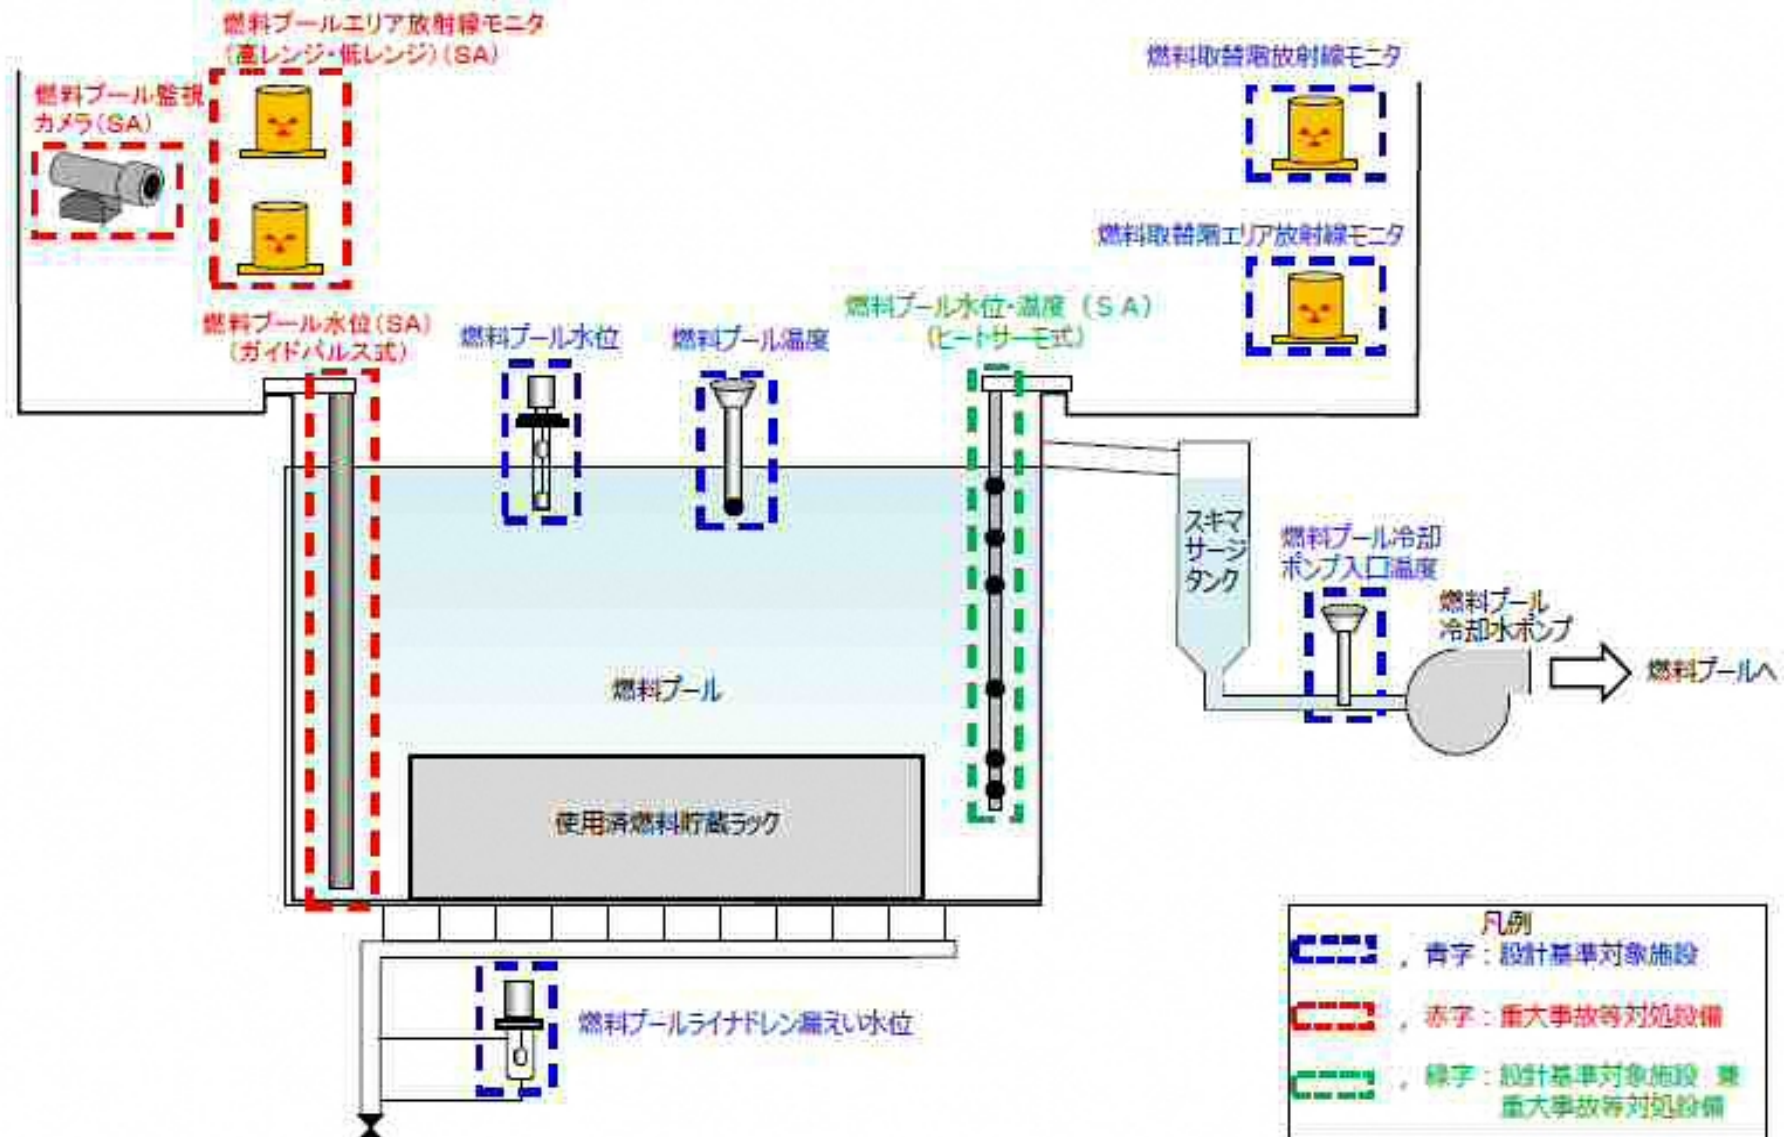 燃料プールエリア放射線モニタ
(高レンジ・低レンジ)(SA)
燃料プール監視
カメラ(SA)
燃料取替階放射線モニタ
燃料取替階エリア放射線モニタ
燃料プール水位(SA)
(ガイドパルス式)
燃料プール水位
燃料プール温度
燃料プール水位・温度(SA)
(ヒートサーモ式)
スキマ
サージ
タンク
燃料プール冷却
ポンプ入口温度
燃料プール
冷却水ポンプ
燃料プールへ
燃料プール
使用済燃料貯蔵ラック
燃料プールライナドレン漏えい水位
凡例
,青字:設計基準対象施設
,赤字:重大事故等対処設備
,緑字:設計基準対象施設 兼
重大事故等対処設備